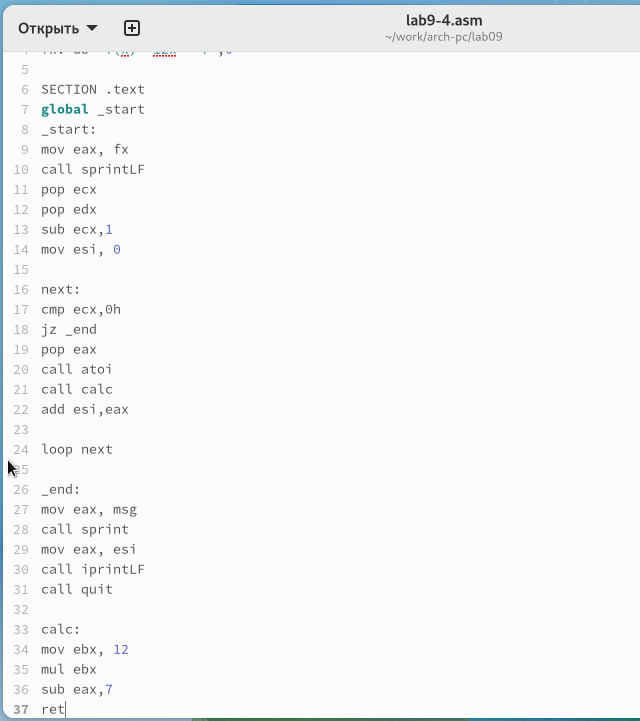 Открыть
lab9-4.asm
~/work/arch-pc/lab09
5
6 SECTION .text
7 global _start
8 _start:
9 mov eax, fx
10 call sprintLF
11 pop ecx
12 pop edx
13 sub ecx,1
14 mov esi, 0
15
16 next:
17 cmp ecx,0h
18 jz _end
19 pop eax
20 call atoi
21 call calc
22 add esi,eax
23
24 loop next
25
26 _end:
27 mov eax, msg
28 call sprint
29 mov eax, esi
30 call iprintLF
31 call quit
32
33 calc:
34 mov ebx, 12
35 mul ebx
36 sub eax,7
37 ret